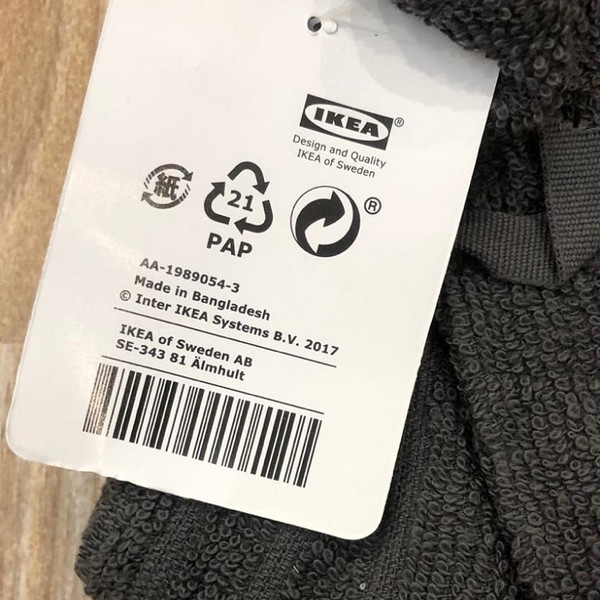 IKEA®
Design and Quality
IKEA of Sweden
紙
21
®
PAP
AA-1989054-3
Made in Bangladesh
© Inter IKEA Systems B.V. 2017
IKEA of Sweden AB
SE-343 81 Älmhult